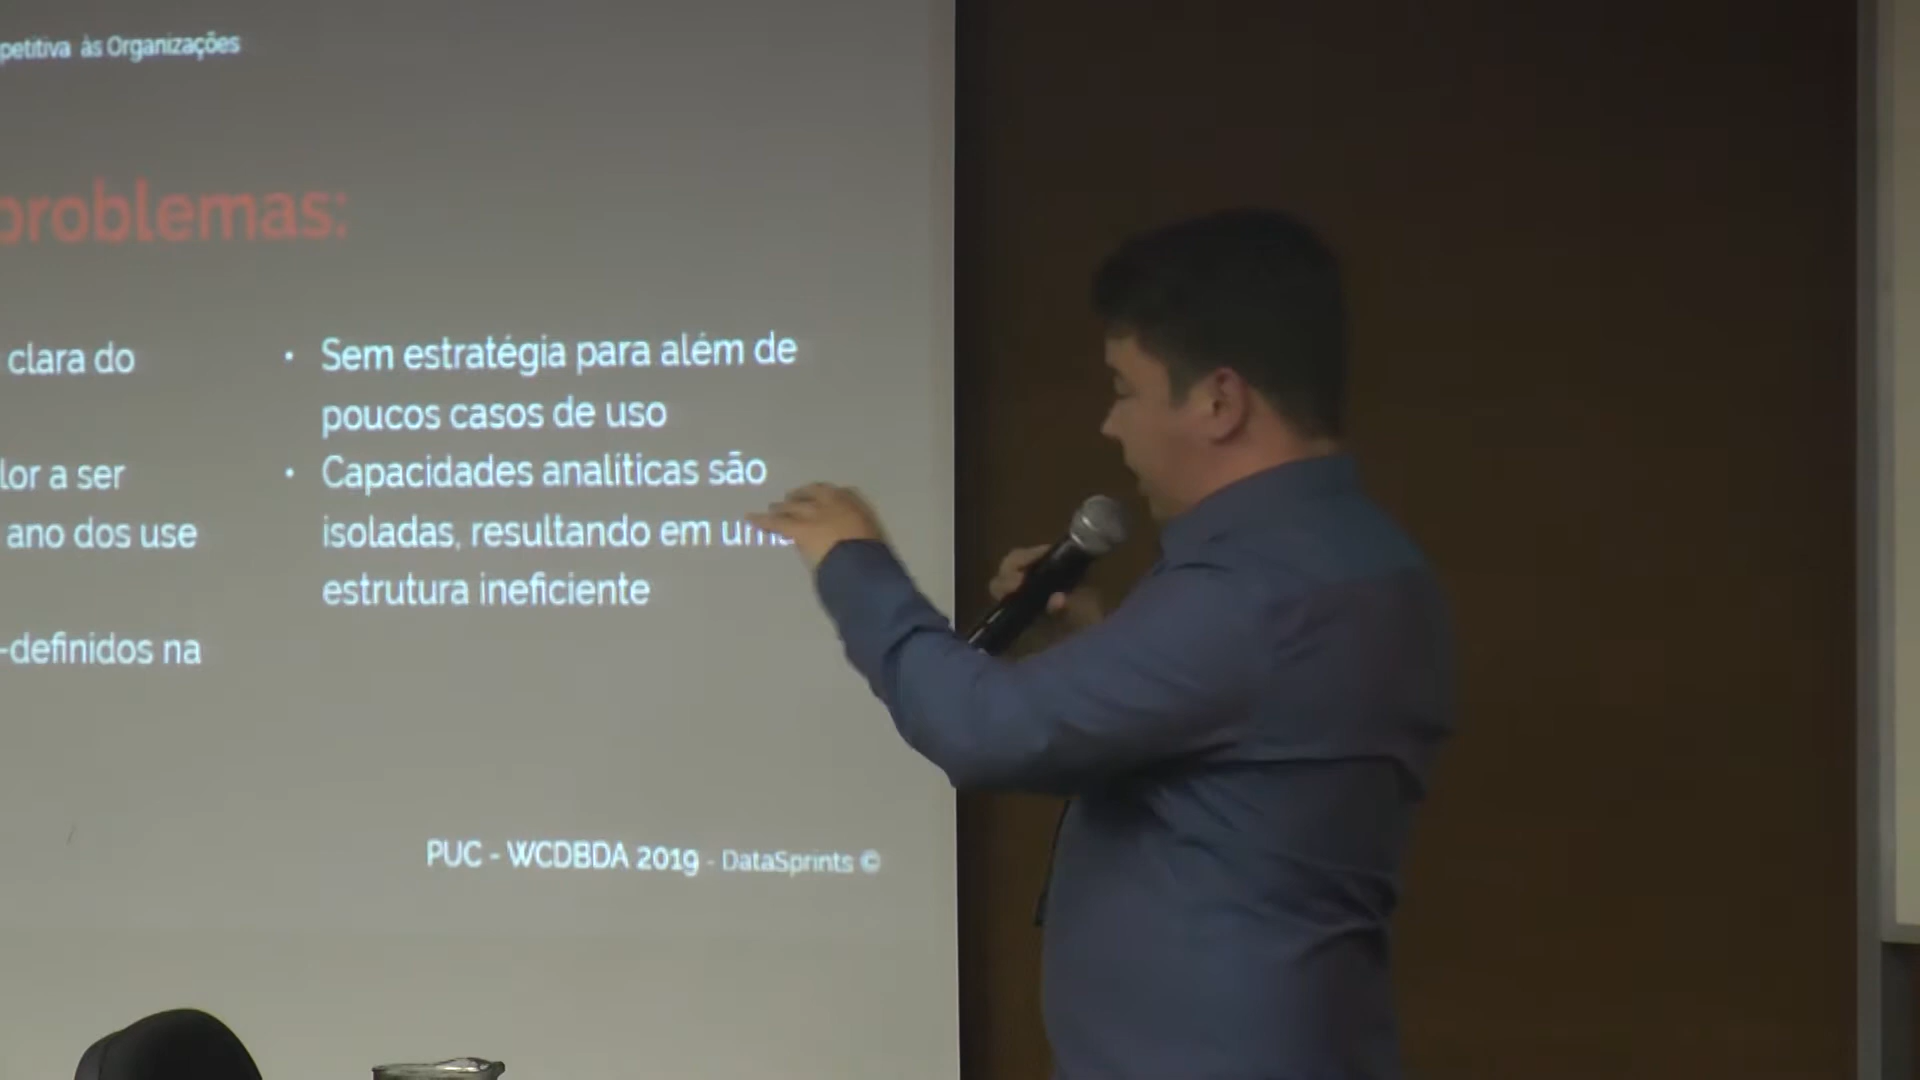 petitiva às Organizações
problemas:
clara do
lor a ser
ano dos use
-definidos na
• Sem estratégia para além de
poucos casos de uso
• Capacidades analíticas são
isoladas, resultando em uma
estrutura ineficiente
PUC - WCDBDA 2019 - DataSprints ©